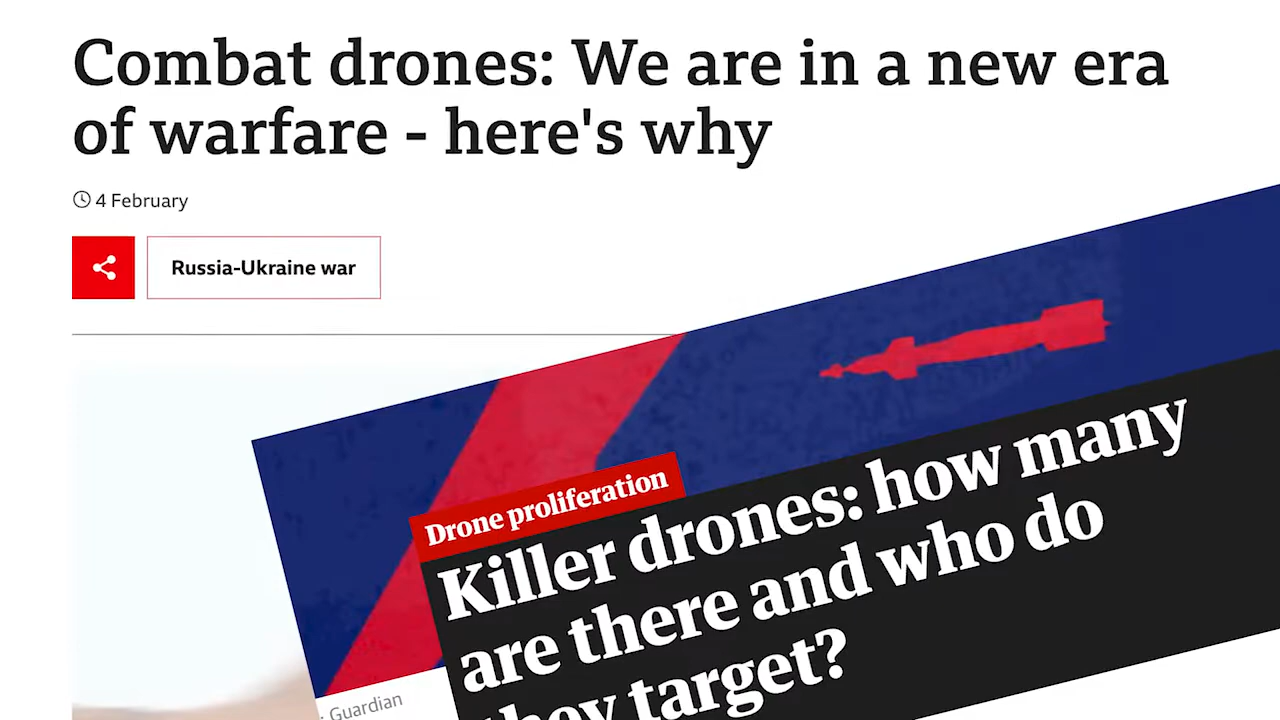 Combat drones: We are in a new era
of warfare - here's why
4 February
Russia-Ukraine war
Drone proliferation
Killer drones: how many
are there and who do
they target?
: Guardian